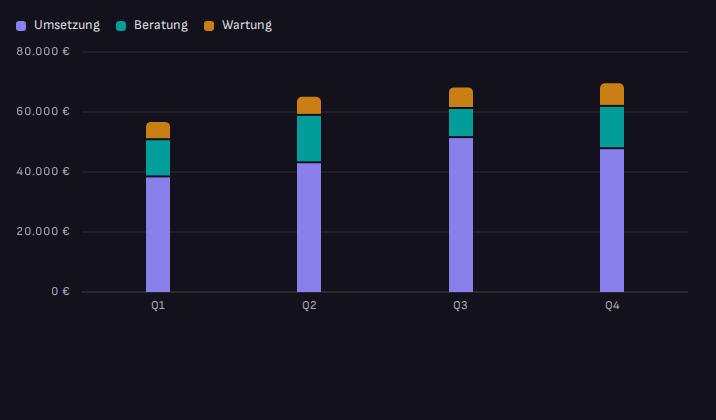 Umsetzung Beratung Wartung
80.000 €
60.000 €
40.000 €
20.000 €
0 €
Q1 Q2 Q3 Q4